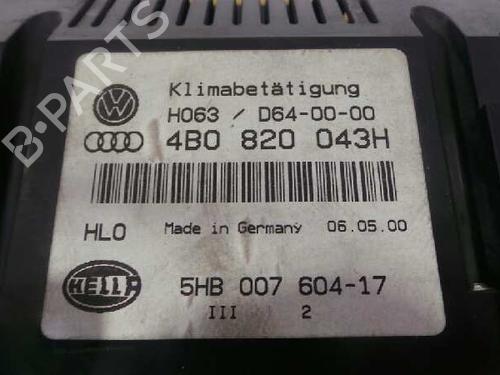 B-PARTS
Klimabetätigung
H063 / D64-00-00
4B0 820 043H
HLO Made in Germany 06.05.00
HELLA 5HB 007 604-17
III 2